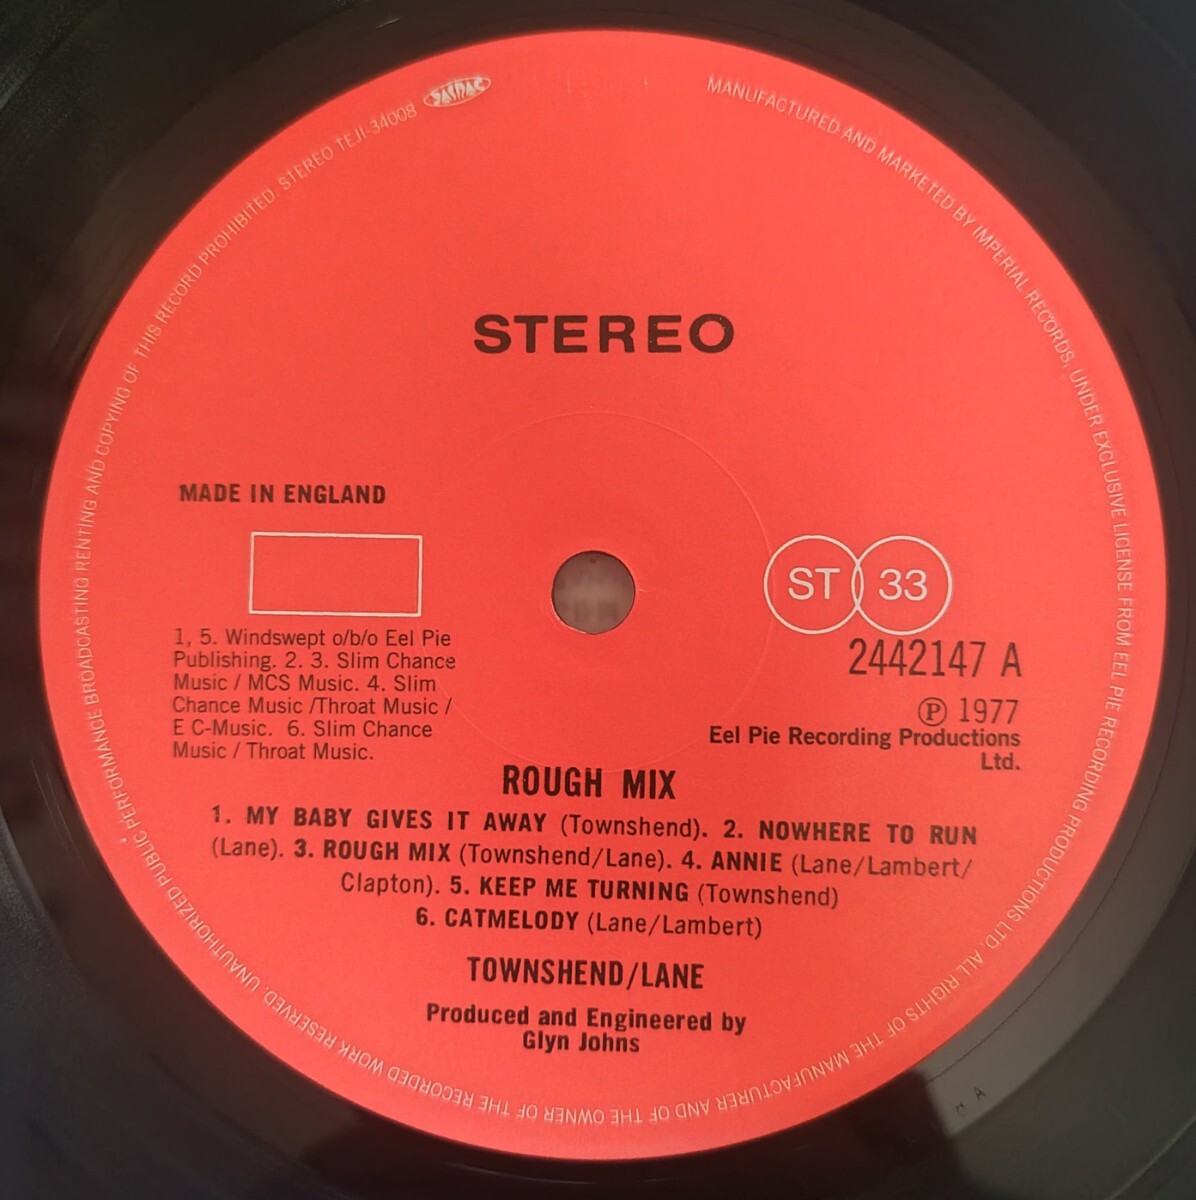 MANUFACTURED AND MARKETED BY IMPERIAL RECORDS, UNDER EXCLUSIVE LICENSE FROM EEL PIE RECORDING PRODUCTIONS LTD. ALL RIGHTS OF THE MANUFACTURER AND OF THE OWNER OF THE RECORDED WORK RESERVED. UNAUTHORIZED PUBLIC PERFORMANCE BROADCASTING RENTING AND COPYING OF THIS RECORD PROHIBITED. STEREO TEJI-34008
STEREO
MADE IN ENGLAND
ST 33
2442147 A
℗ 1977
Eel Pie Recording Productions
Ltd.
1, 5. Windswept o/b/o Eel Pie
Publishing. 2. 3. Slim Chance
Music / MCS Music. 4. Slim
Chance Music /Throat Music /
E C-Music. 6. Slim Chance
Music / Throat Music.
ROUGH MIX
1. MY BABY GIVES IT AWAY (Townshend). 2. NOWHERE TO RUN
(Lane). 3. ROUGH MIX (Townshend/Lane). 4. ANNIE (Lane/Lambert/
Clapton). 5. KEEP ME TURNING (Townshend)
6. CATMELODY (Lane/Lambert)
TOWNSHEND/LANE
Produced and Engineered by
Glyn Johns